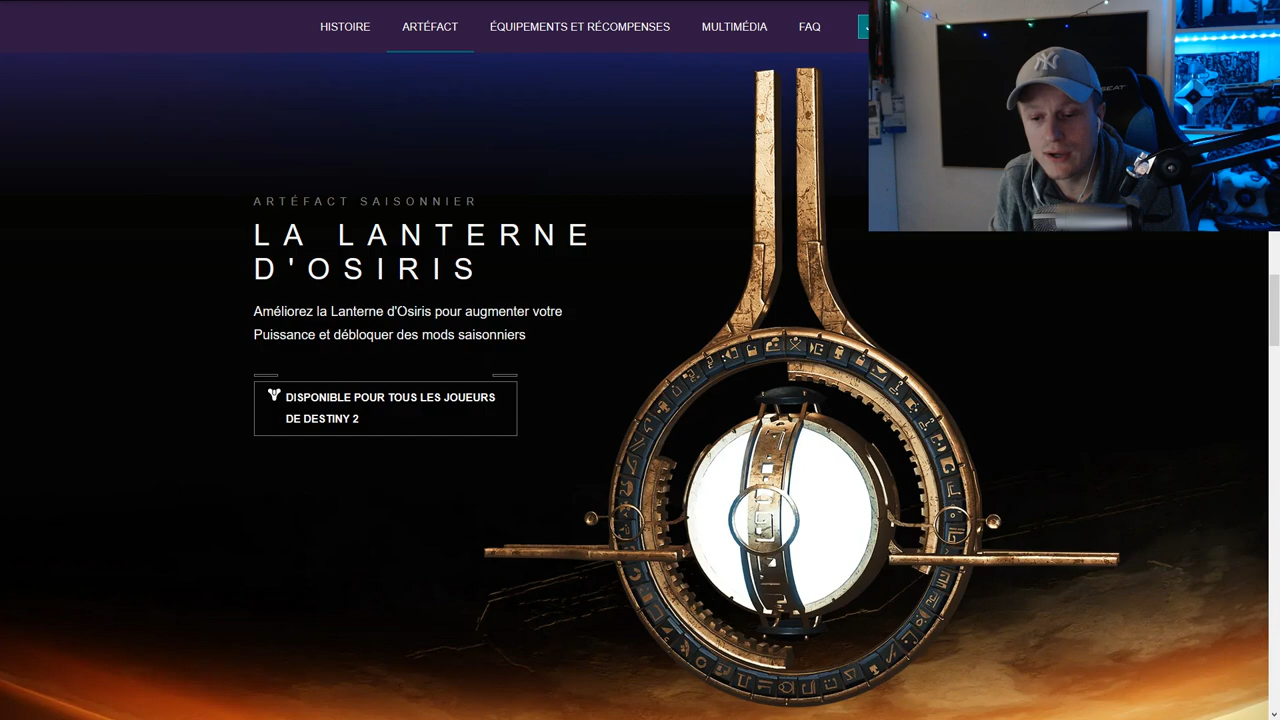 HISTOIRE
ARTÉFACT
ÉQUIPEMENTS ET RÉCOMPENSES
MULTIMÉDIA
FAQ
ARTÉFACT SAISONNIER
LA LANTERNE
D'OSIRIS
Améliorez la Lanterne d'Osiris pour augmenter votre
Puissance et débloquer des mods saisonniers
DISPONIBLE POUR TOUS LES JOUEURS
DE DESTINY 2